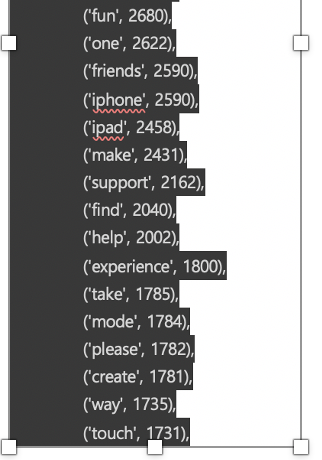 ('fun', 2680),
('one', 2622),
('friends', 2590),
('iphone', 2590),
('ipad', 2458),
('make', 2431),
('support', 2162),
('find', 2040),
('help', 2002),
('experience', 1800),
('take', 1785),
('mode', 1784),
('please', 1782),
('create', 1781),
('way', 1735),
('touch', 1731),